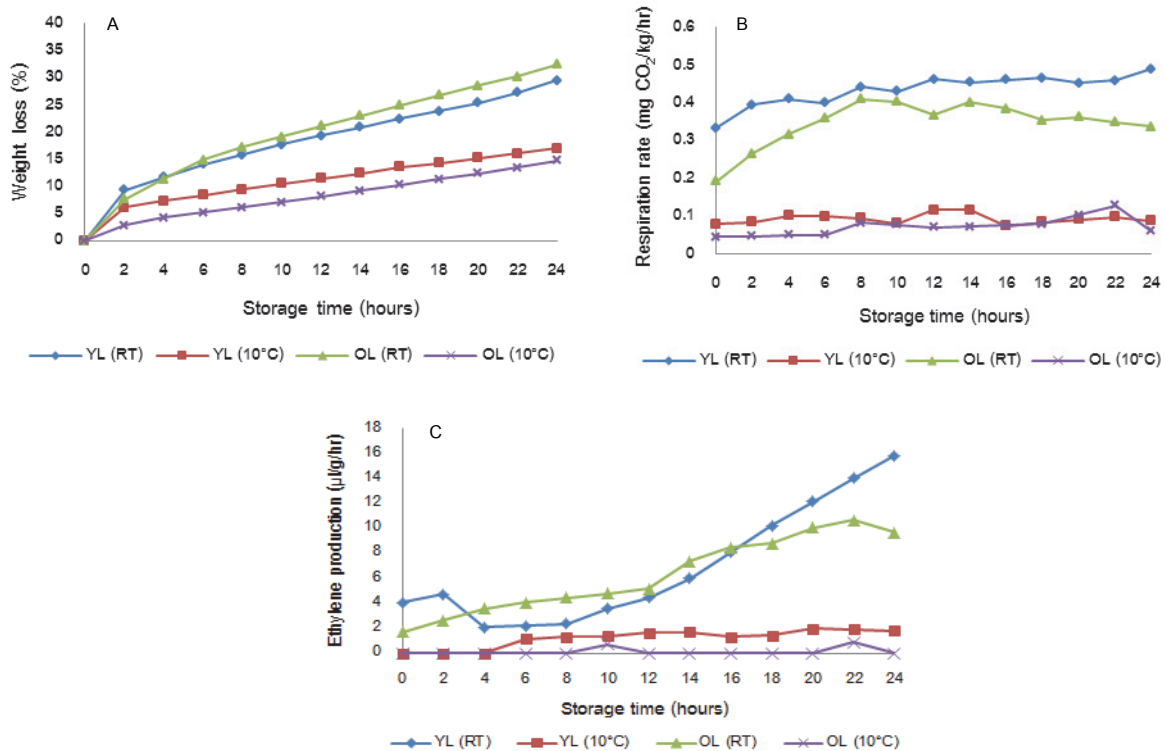 A
Weight loss (%)
40
35
30
25
20
15
10
5
0
0 2 4 6 8 10 12 14 16 18 20 22 24
Storage time (hours)
YL (RT) YL (10°C) OL (RT) OL (10°C)
B
Respiration rate (mg CO₂/kg/hr)
0.6
0.5
0.4
0.3
0.2
0.1
0
0 2 4 6 8 10 12 14 16 18 20 22 24
Storage time (hours)
YL (RT) YL (10°C) OL (RT) OL (10°C)
C
Ethylene production (µl/g/hr)
18
16
14
12
10
8
6
4
2
0
0 2 4 6 8 10 12 14 16 18 20 22 24
Storage time (hours)
YL (RT) YL (10°C) OL (RT) OL (10°C)